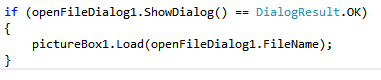 if (openFileDialog1.ShowDialog() == DialogResult.OK)
{
    pictureBox1.Load(openFileDialog1.FileName);
}